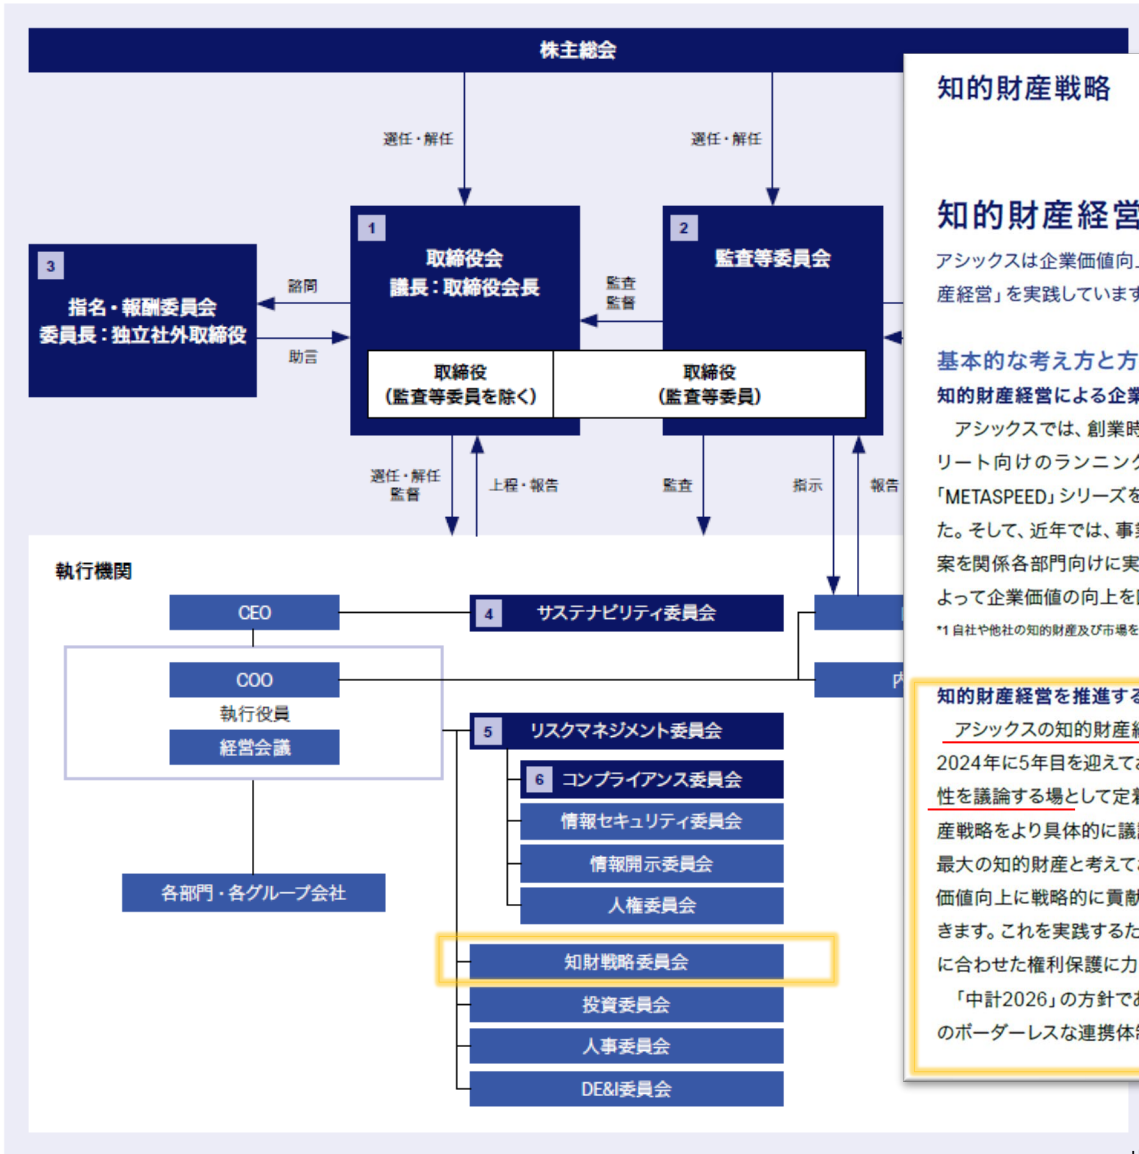 株主総会
選任・解任
選任・解任
1
取締役会
議長：取締役会長
2
監査等委員会
3
指名・報酬委員会
委員長：独立社外取締役
諮問
助言
監査
監督
取締役
（監査等委員を除く）
取締役
（監査等委員）
選任・解任
監督
上程・報告
監査
指示
報告
執行機関
CEO
4
サステナビリティ委員会
COO
執行役員
経営会議
内
5
リスクマネジメント委員会
6
コンプライアンス委員会
情報セキュリティ委員会
情報開示委員会
人権委員会
各部門・各グループ会社
知財戦略委員会
投資委員会
人事委員会
DE&I委員会
知的財産戦略
知的財産経営
アシックスは企業価値向
産経営」を実践しています
基本的な考え方と方
知的財産経営による企業
アシックスでは、創業時
リート向けのランニング
「METASPEED」シリーズを
た。そして、近年では、事業
案を関係各部門向けに実
よって企業価値の向上を
*1 自社や他社の知的財産及び市場を
知的財産経営を推進する
アシックスの知的財産経
2024年に5年目を迎えて
性を議論する場として定着
産戦略をより具体的に議
最大の知的財産と考えて
価値向上に戦略的に貢献
きます。これを実践するた
に合わせた権利保護に力
「中計2026」の方針であ
のボーダーレスな連携体制